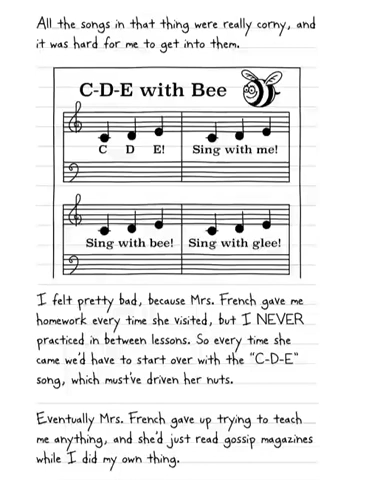 All the songs in that thing were really corny, and
it was hard for me to get into them.
C-D-E with Bee
C D E! Sing with me!
Sing with bee! Sing with glee!
I felt pretty bad, because Mrs. French gave me
homework every time she visited, but I NEVER
practiced in between lessons. So every time she
came we'd have to start over with the "C-D-E"
song, which must've driven her nuts.
Eventually Mrs. French gave up trying to teach
me anything, and she'd just read gossip magazines
while I did my own thing.